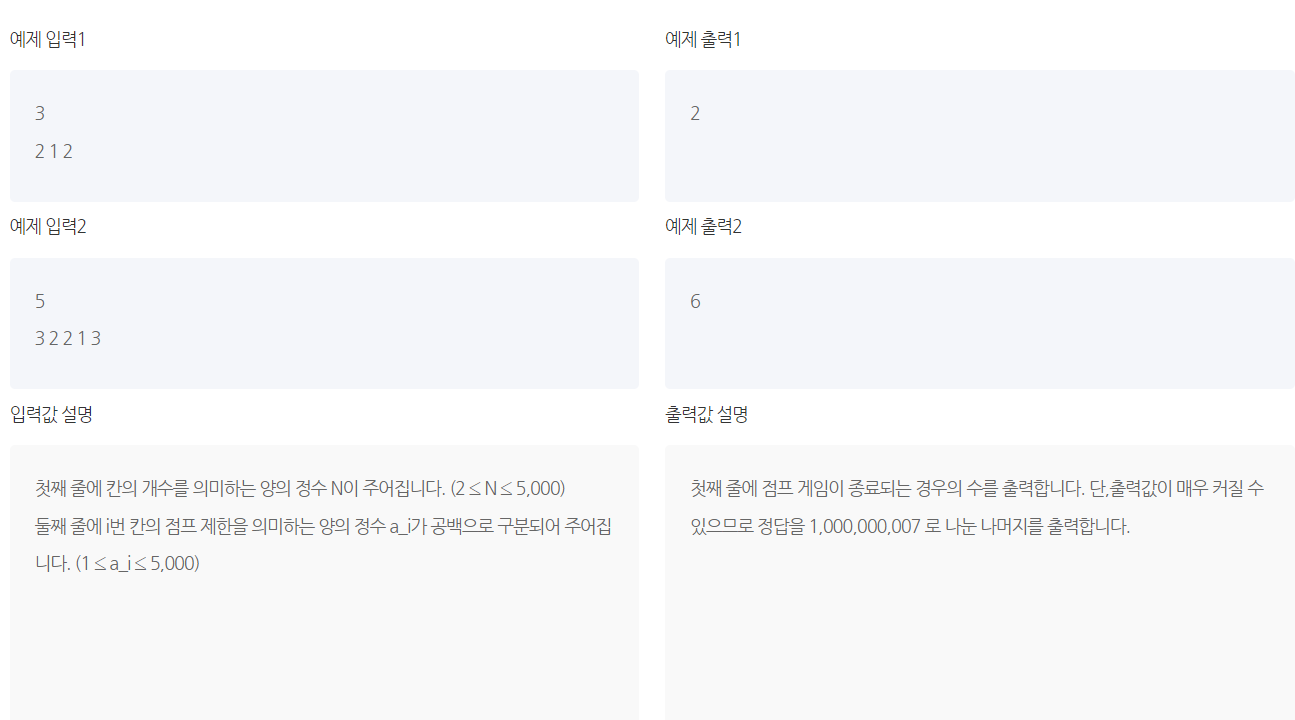 예제 입력1
예제 출력1
3
2 1 2
2
예제 입력2
예제 출력2
5
3 2 2 1 3
6
입력값 설명
출력값 설명
첫째 줄에 칸의 개수를 의미하는 양의 정수 N이 주어집니다. (2 ≤ N ≤ 5,000)
둘째 줄에 i번 칸의 점프 제한을 의미하는 양의 정수 a_i가 공백으로 구분되어 주어집
니다. (1 ≤ a_i ≤ 5,000)
첫째 줄에 점프 게임이 종료되는 경우의 수를 출력합니다. 단,출력값이 매우 커질 수
있으므로 정답을 1,000,000,007 로 나눈 나머지를 출력합니다.